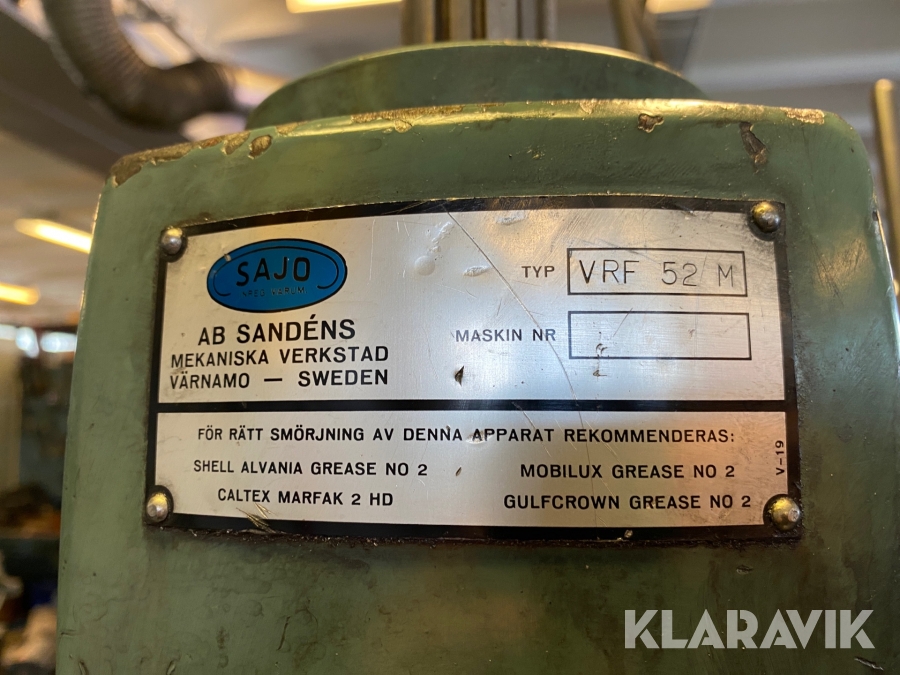 KLARAVIK
SAJO
AB SANDÉNS
MEKANISKA VERKSTAD
VÄRNAMO — SWEDEN
TYP VRF 52/M
MASKIN NR
FÖR RÄTT SMÖRJNING AV DENNA APPARAT REKOMMENDERAS:
SHELL ALVANIA GREASE NO 2
MOBILUX GREASE NO 2
CALTEX MARFAK 2 HD
GULFCROWN GREASE NO 2
V-19
KLARAVIK